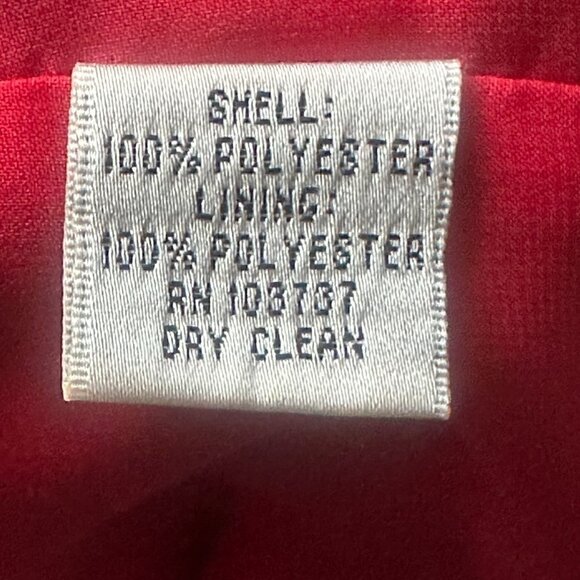 SHELL:
100% POLYESTER
LINING:
100% POLYESTER
RN 103737
DRY CLEAN